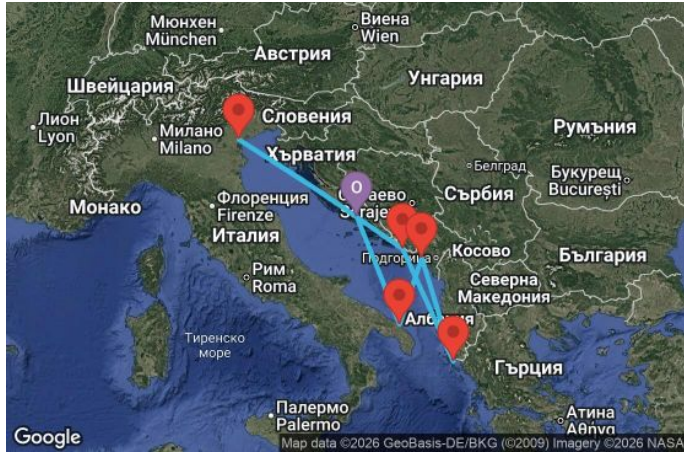 Мюнхен
München
Виена
Wien
Австрия
Унгария
Швейцария
Словения
Лион
Lyon
Милано
Milano
Румъния
Хърватия
Белград
Букурещ
București
Монако
Флоренция
Firenze
Сърбия
O
Италия
Подгорица
Косово
България
Рим
Roma
Северна
Македония
Тиренско
море
Гърция
Палермо
Palermo
Атина
Αθήνα
Google
Map data ©2026 GeoBasis-DE/BKG (©2009) Imagery ©2026 NASA